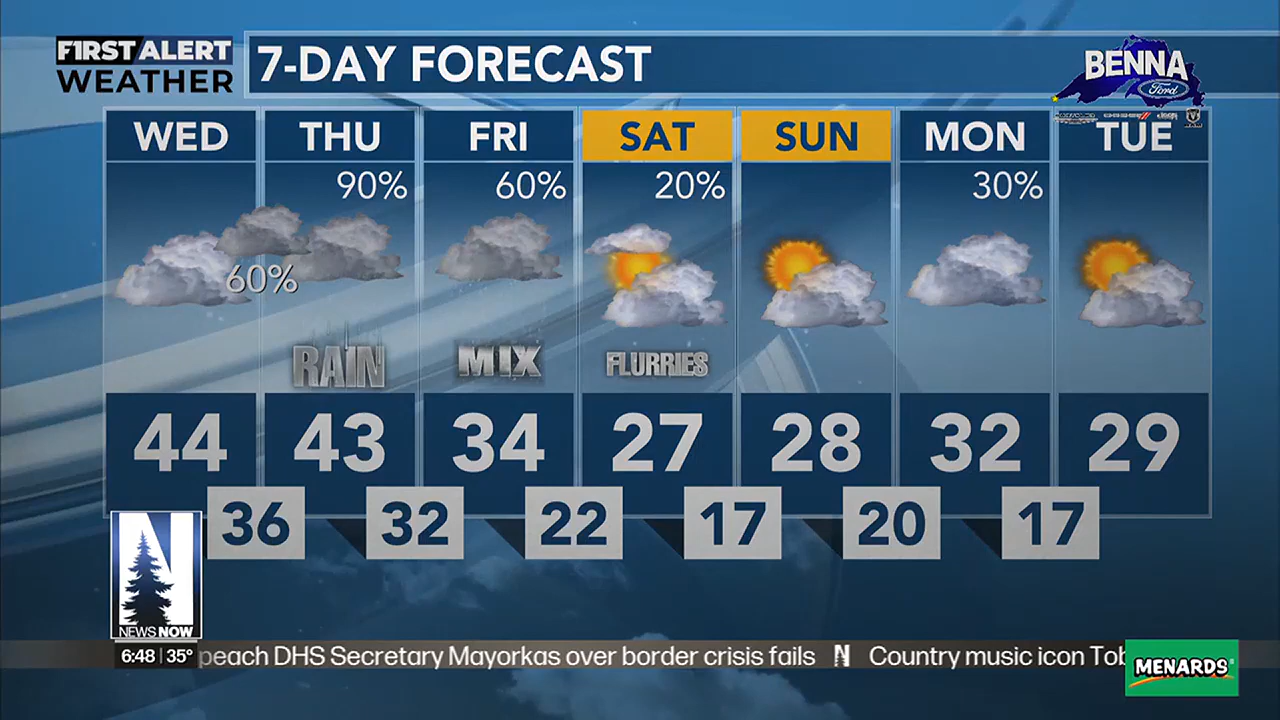 FIRST ALERT
WEATHER
7-DAY FORECAST
BENNA
Ford
WED THU FRI SAT SUN MON TUE
90% 60% 20% 30%
60%
RAIN MIX FLURRIES
44 43 34 27 28 32 29
36 32 22 17 20 17
N
NEWS NOW
6:48 35° peach DHS Secretary Mayorkas over border crisis fails N Country music icon Tob
MENARDS